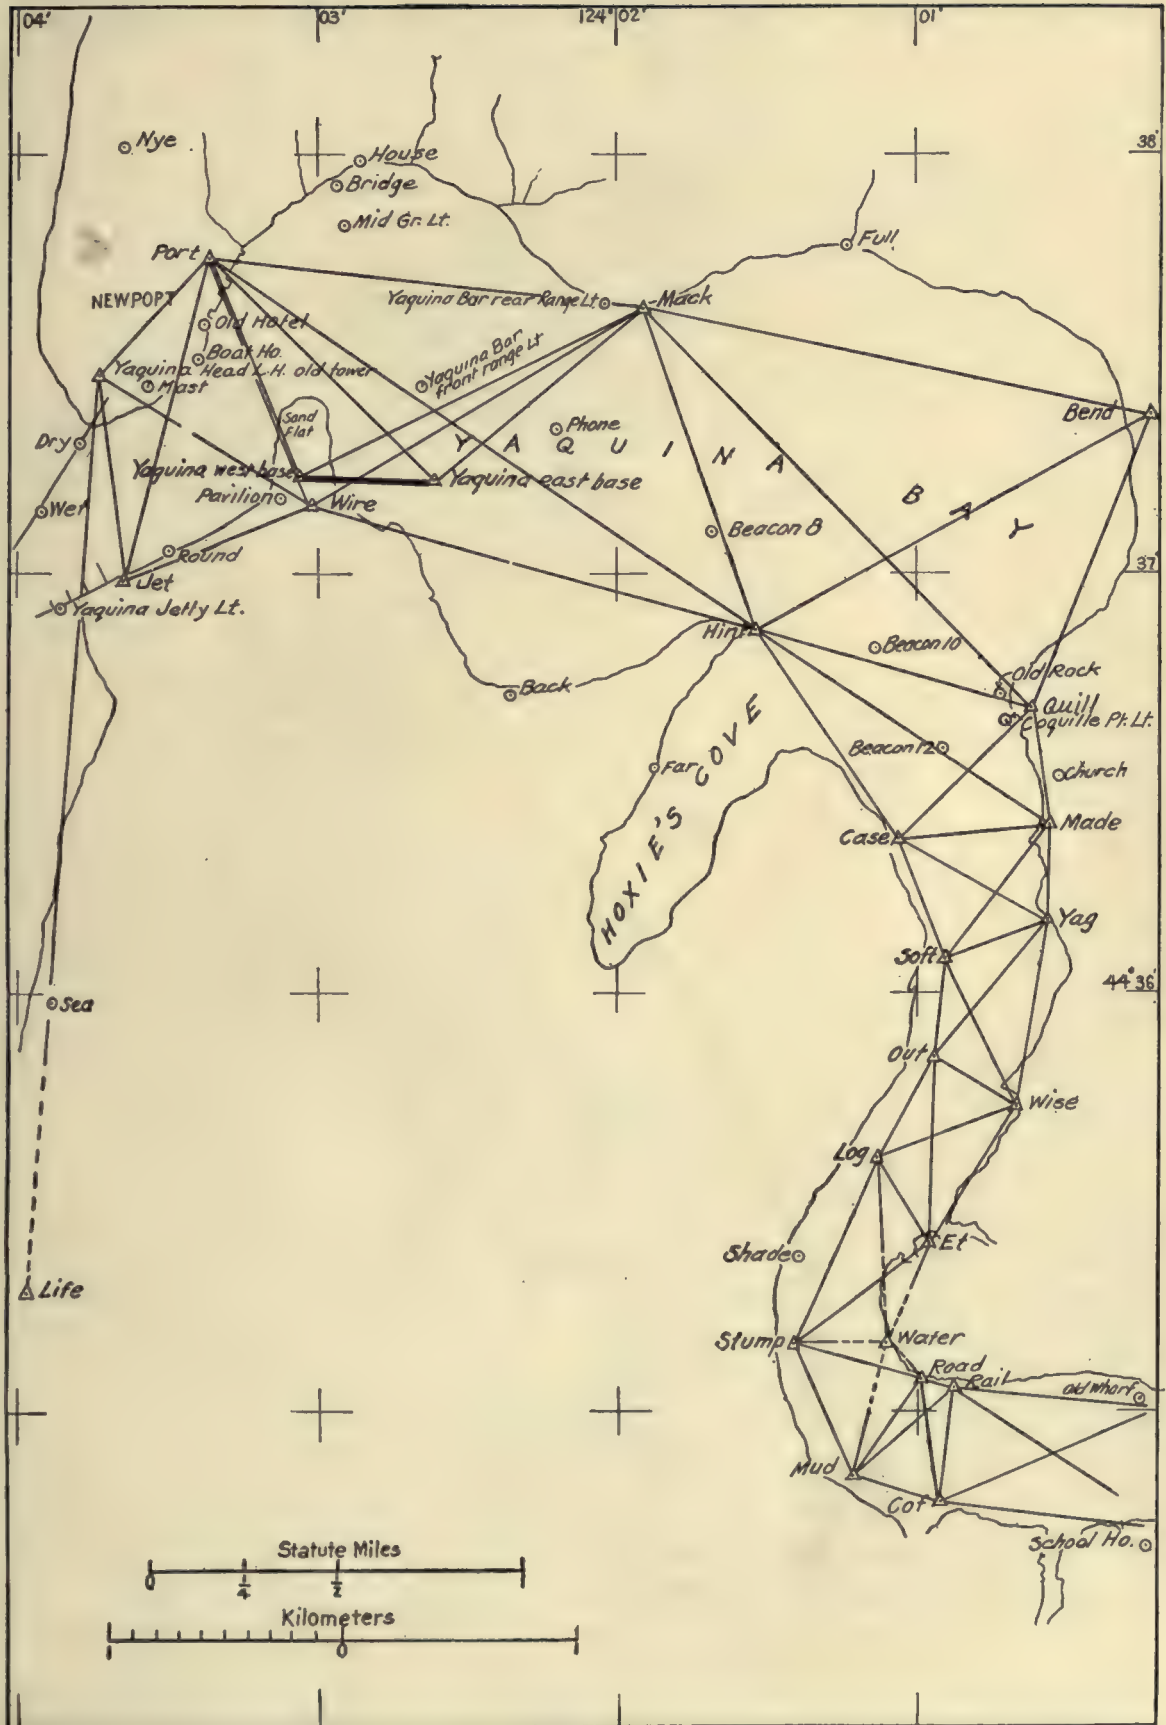 04'
03'
124°02'
01'
Nye
House
38'
Bridge
Mid Gr. Lt.
Full
Port
NEWPORT
Yaquina Bar rear Range Lt.
Mack
Old Hotel
Boat Ho.
Yaquina Head L.H. old tower
Mast
Yaquina Bar
front range Lt
Bend
Sand
Flat
Phone
Dry
YAQUINA
BAY
Yaquina west base
Yaquina east base
Pavilion
Wire
Wet
Beacon 8
Round
Jet
37'
Yaquina Jetty Lt.
Hint
Beacon 10
Old Rock
Back
Quill
Coquille Pt. Lt.
Beacon 12
Far
HOXIE'S COVE
Church
Case
Made
Yag
Soft
44°36'
Sea
Out
Wise
Log
Et
Shade
Life
Stump
Water
Road
Rail
Old Wharf
Mud
Cof
School Ho.
Statute Miles
0
1/4
1/2
1
Kilometers
1
0
1